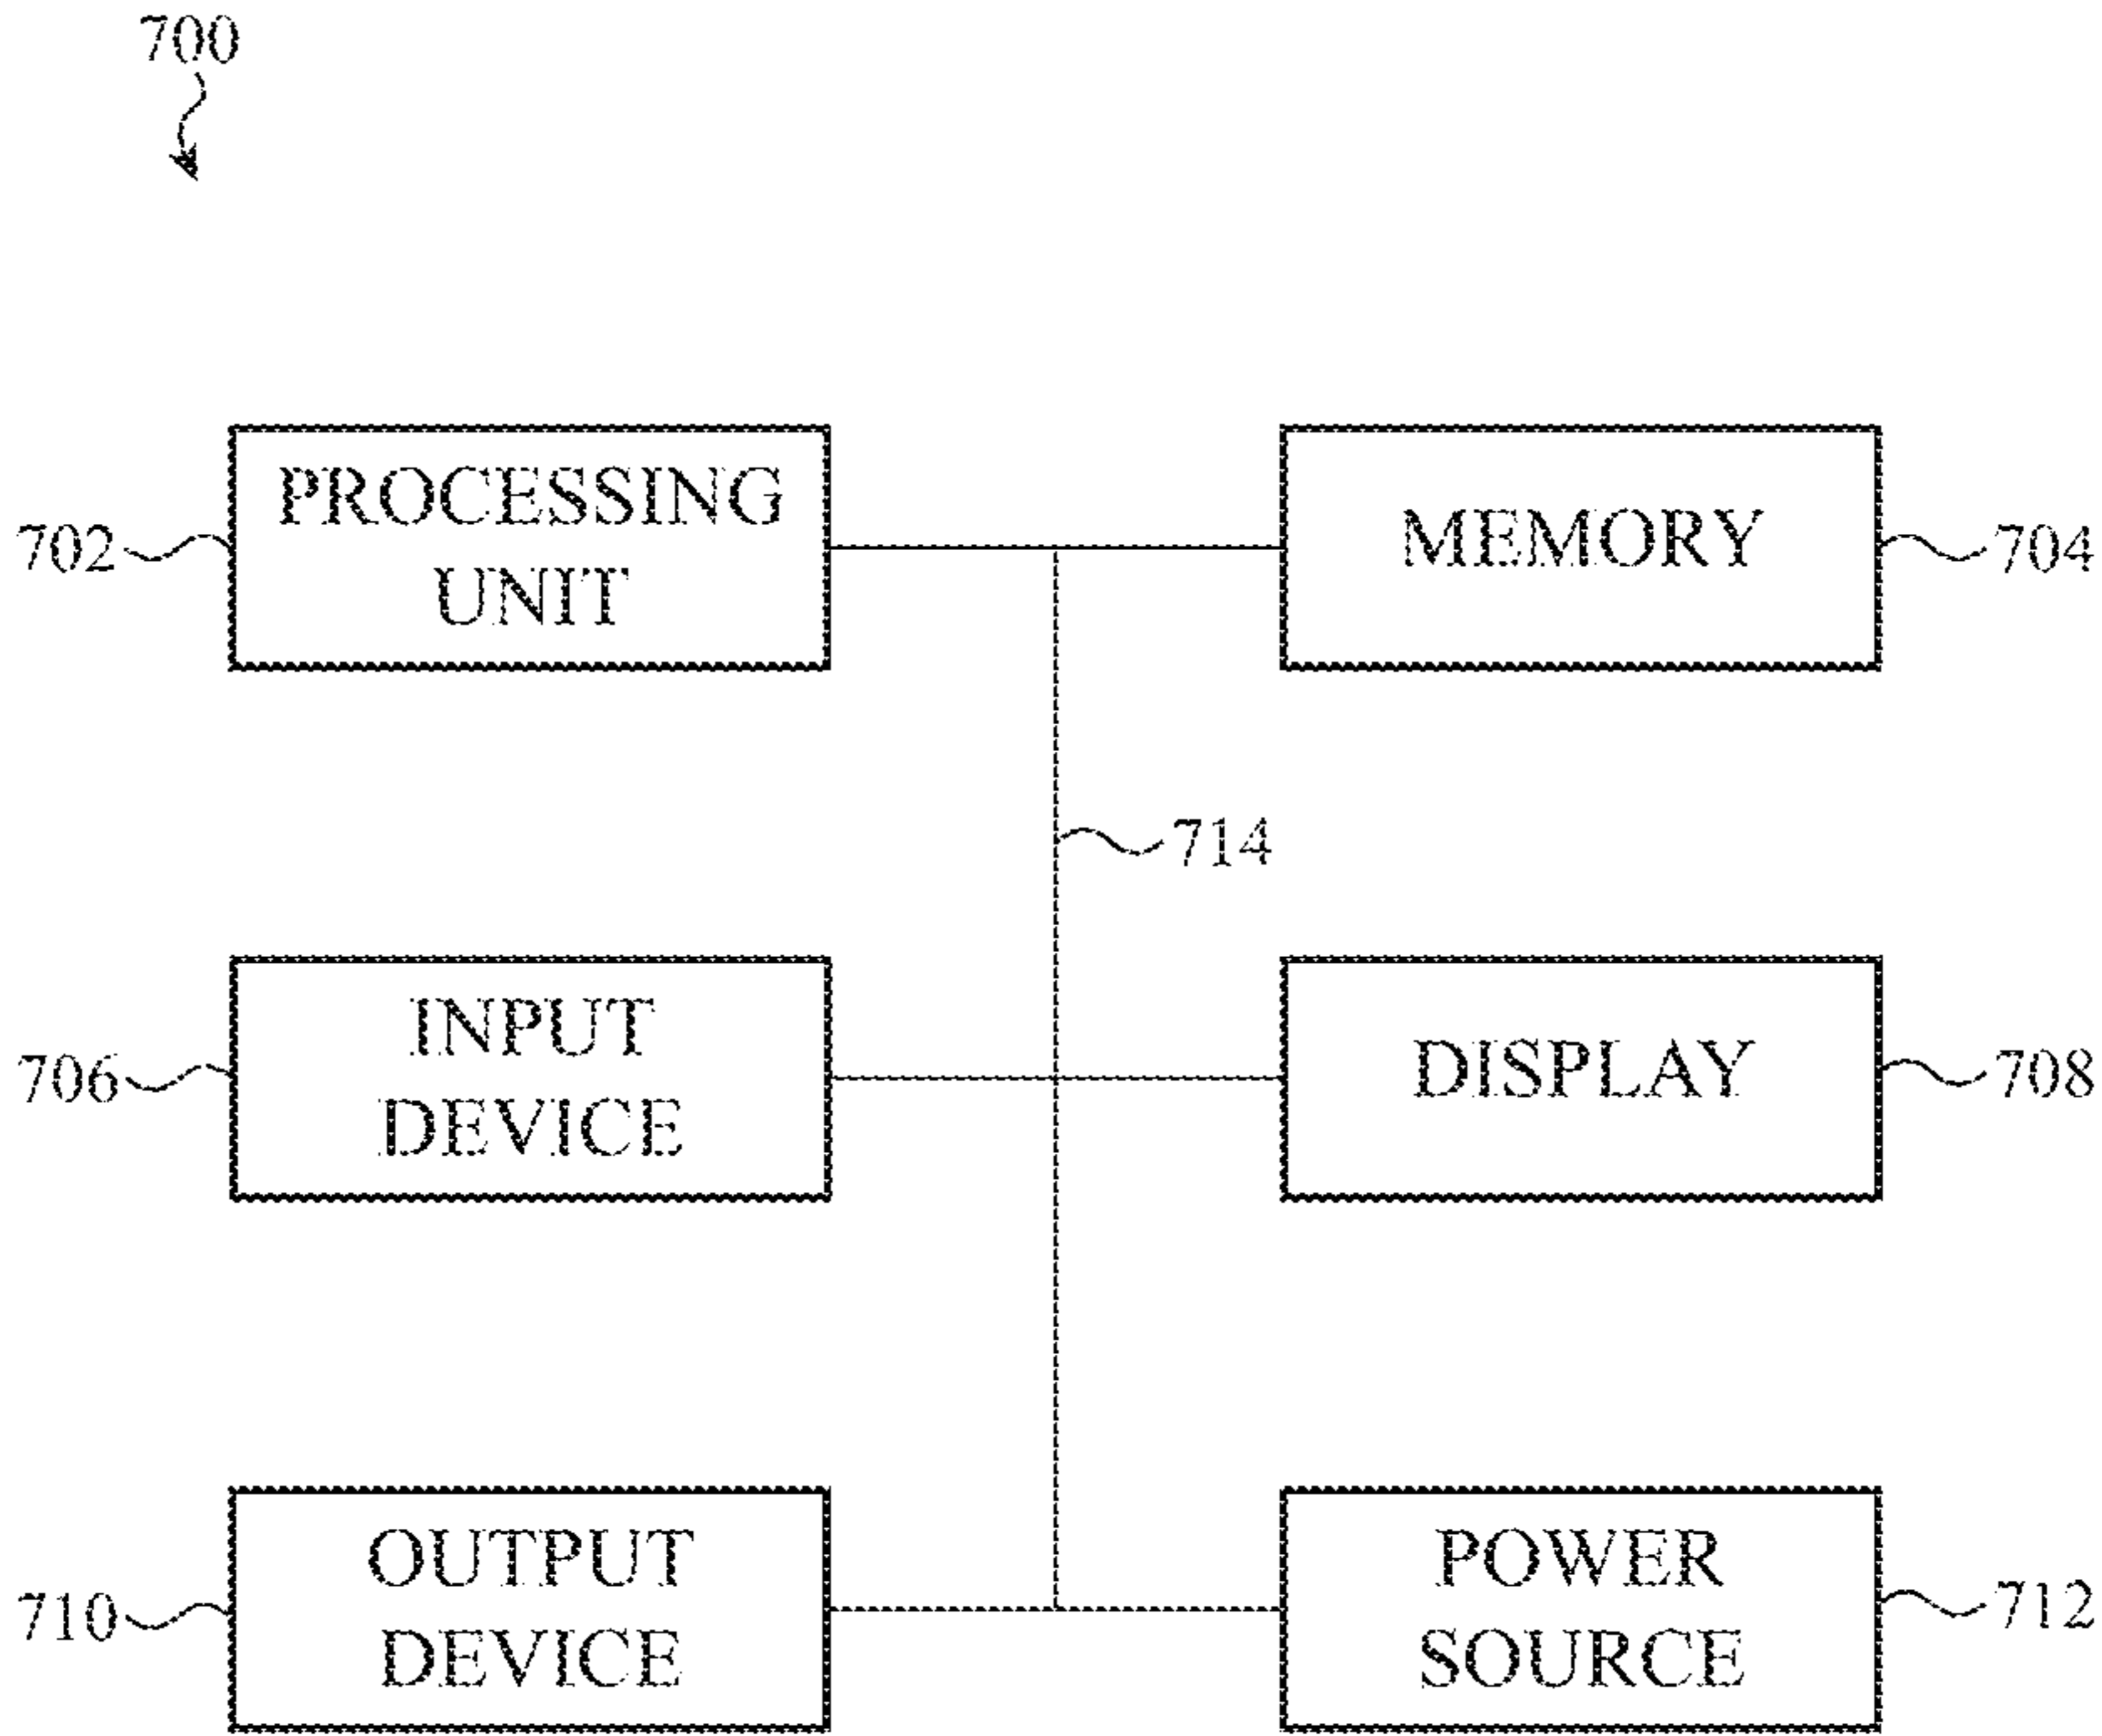 700
PROCESSING
UNIT
702
MEMORY
704
714
INPUT
DEVICE
706
DISPLAY
708
OUTPUT
DEVICE
710
POWER
SOURCE
712